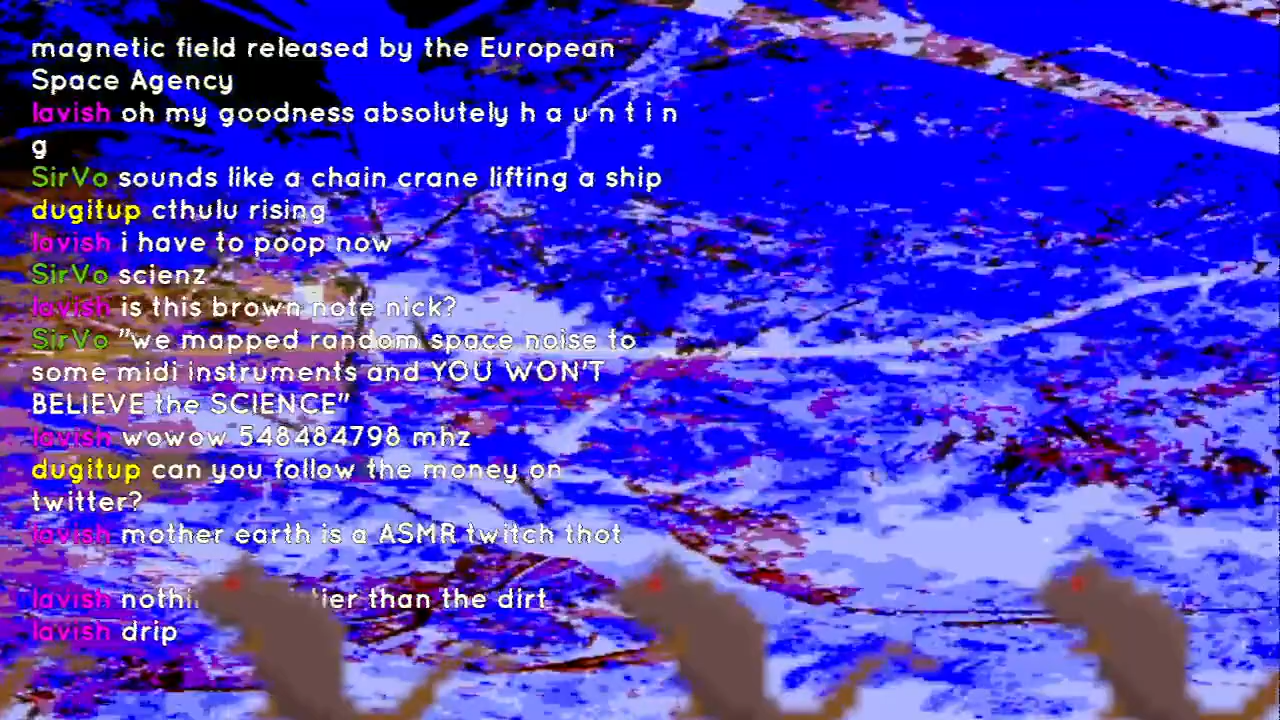 magnetic field released by the European
Space Agency
lavish oh my goodness absolutely h a u n t i n
g
SirVo sounds like a chain crane lifting a ship
dugitup cthulu rising
lavish i have to poop now
SirVo scienz
lavish is this brown note nick?
SirVo "we mapped random space noise to
some midi instruments and YOU WON'T
BELIEVE the SCIENCE"
lavish wowow 548484798 mhz
dugitup can you follow the money on
twitter?
lavish mother earth is a ASMR twitch thot
lavish than the dirt
lavish drip